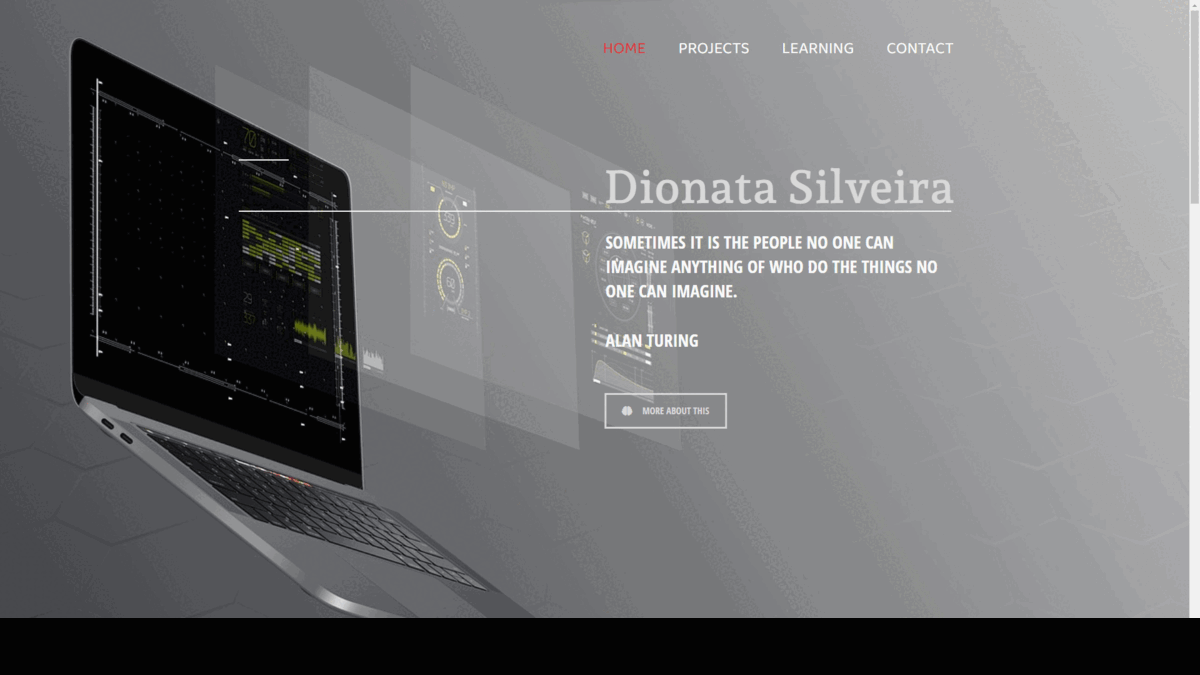 HOME PROJECTS LEARNING CONTACT
Dionata Silveira
SOMETIMES IT IS THE PEOPLE NO ONE CAN
IMAGINE ANYTHING OF WHO DO THE THINGS NO
ONE CAN IMAGINE.
ALAN TURING
MORE ABOUT THIS